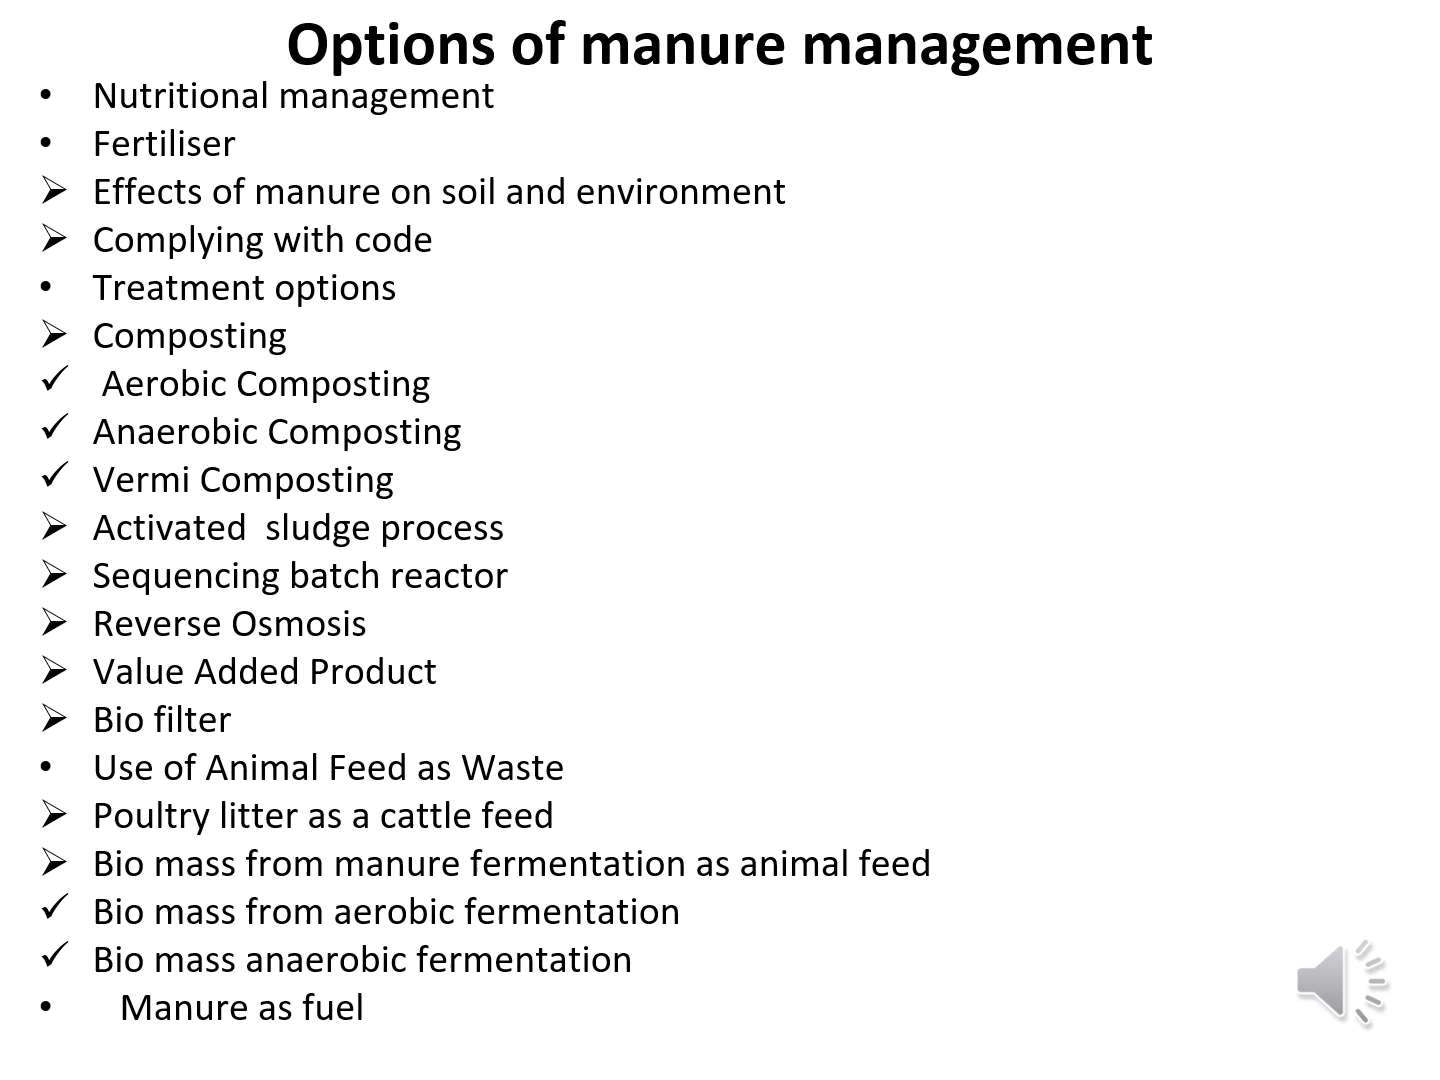 Options of manure management
• Nutritional management
• Fertiliser
➢ Effects of manure on soil and environment
➢ Complying with code
• Treatment options
➢ Composting
✓ Aerobic Composting
✓ Anaerobic Composting
✓ Vermi Composting
➢ Activated  sludge process
➢ Sequencing batch reactor
➢ Reverse Osmosis
➢ Value Added Product
➢ Bio filter
• Use of Animal Feed as Waste
➢ Poultry litter as a cattle feed
➢ Bio mass from manure fermentation as animal feed
✓ Bio mass from aerobic fermentation
✓ Bio mass anaerobic fermentation
• Manure as fuel